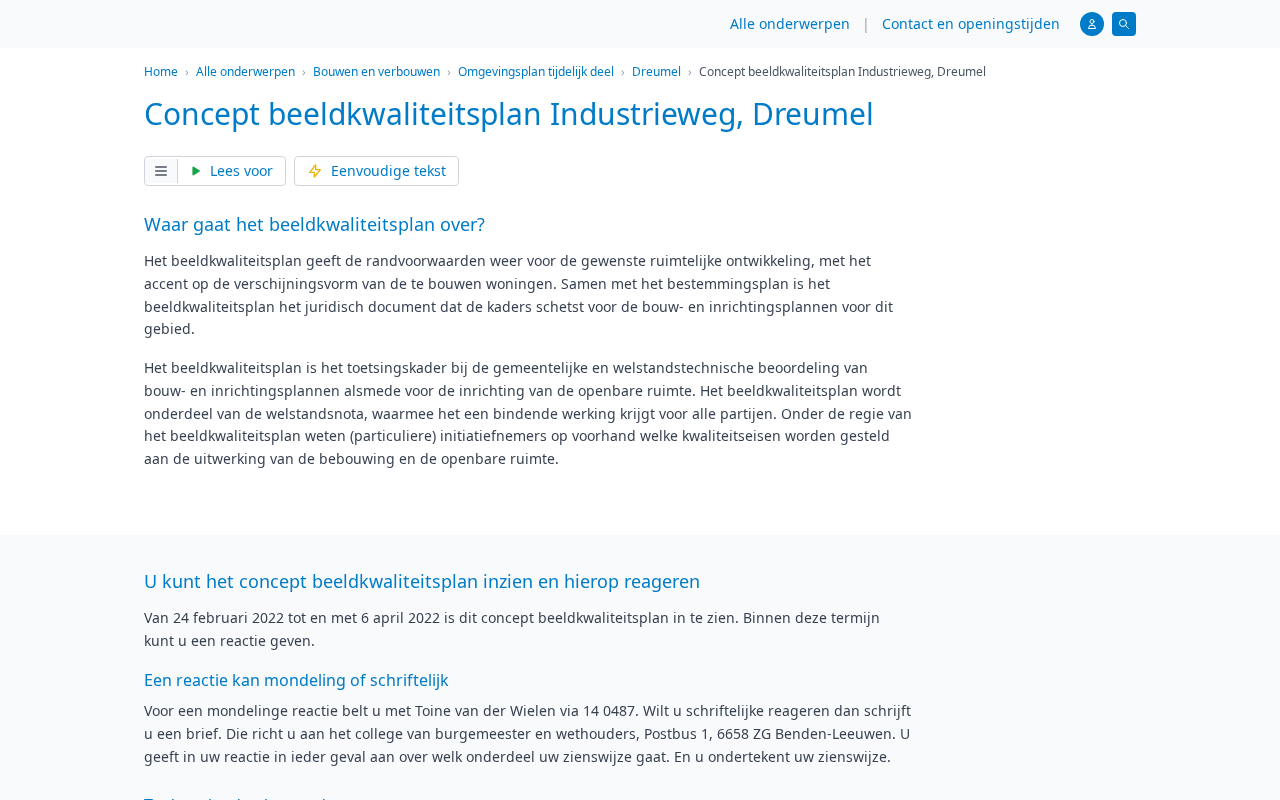 Alle onderwerpen | Contact en openingstijden
Home › Alle onderwerpen › Bouwen en verbouwen › Omgevingsplan tijdelijk deel › Dreumel › Concept beeldkwaliteitsplan Industrieweg, Dreumel
Concept beeldkwaliteitsplan Industrieweg, Dreumel
Lees voor Eenvoudige tekst
Waar gaat het beeldkwaliteitsplan over?
Het beeldkwaliteitsplan geeft de randvoorwaarden weer voor de gewenste ruimtelijke ontwikkeling, met het
accent op de verschijningsvorm van de te bouwen woningen. Samen met het bestemmingsplan is het
beeldkwaliteitsplan het juridisch document dat de kaders schetst voor de bouw- en inrichtingsplannen voor dit
gebied.
Het beeldkwaliteitsplan is het toetsingskader bij de gemeentelijke en welstandstechnische beoordeling van
bouw- en inrichtingsplannen alsmede voor de inrichting van de openbare ruimte. Het beeldkwaliteitsplan wordt
onderdeel van de welstandsnota, waarmee het een bindende werking krijgt voor alle partijen. Onder de regie van
het beeldkwaliteitsplan weten (particuliere) initiatiefnemers op voorhand welke kwaliteitseisen worden gesteld
aan de uitwerking van de bebouwing en de openbare ruimte.
U kunt het concept beeldkwaliteitsplan inzien en hierop reageren
Van 24 februari 2022 tot en met 6 april 2022 is dit concept beeldkwaliteitsplan in te zien. Binnen deze termijn
kunt u een reactie geven.
Een reactie kan mondeling of schriftelijk
Voor een mondelinge reactie belt u met Toine van der Wielen via 14 0487. Wilt u schriftelijke reageren dan schrijft
u een brief. Die richt u aan het college van burgemeester en wethouders, Postbus 1, 6658 ZG Benden-Leeuwen. U
geeft in uw reactie in ieder geval aan over welk onderdeel uw zienswijze gaat. En u ondertekent uw zienswijze.